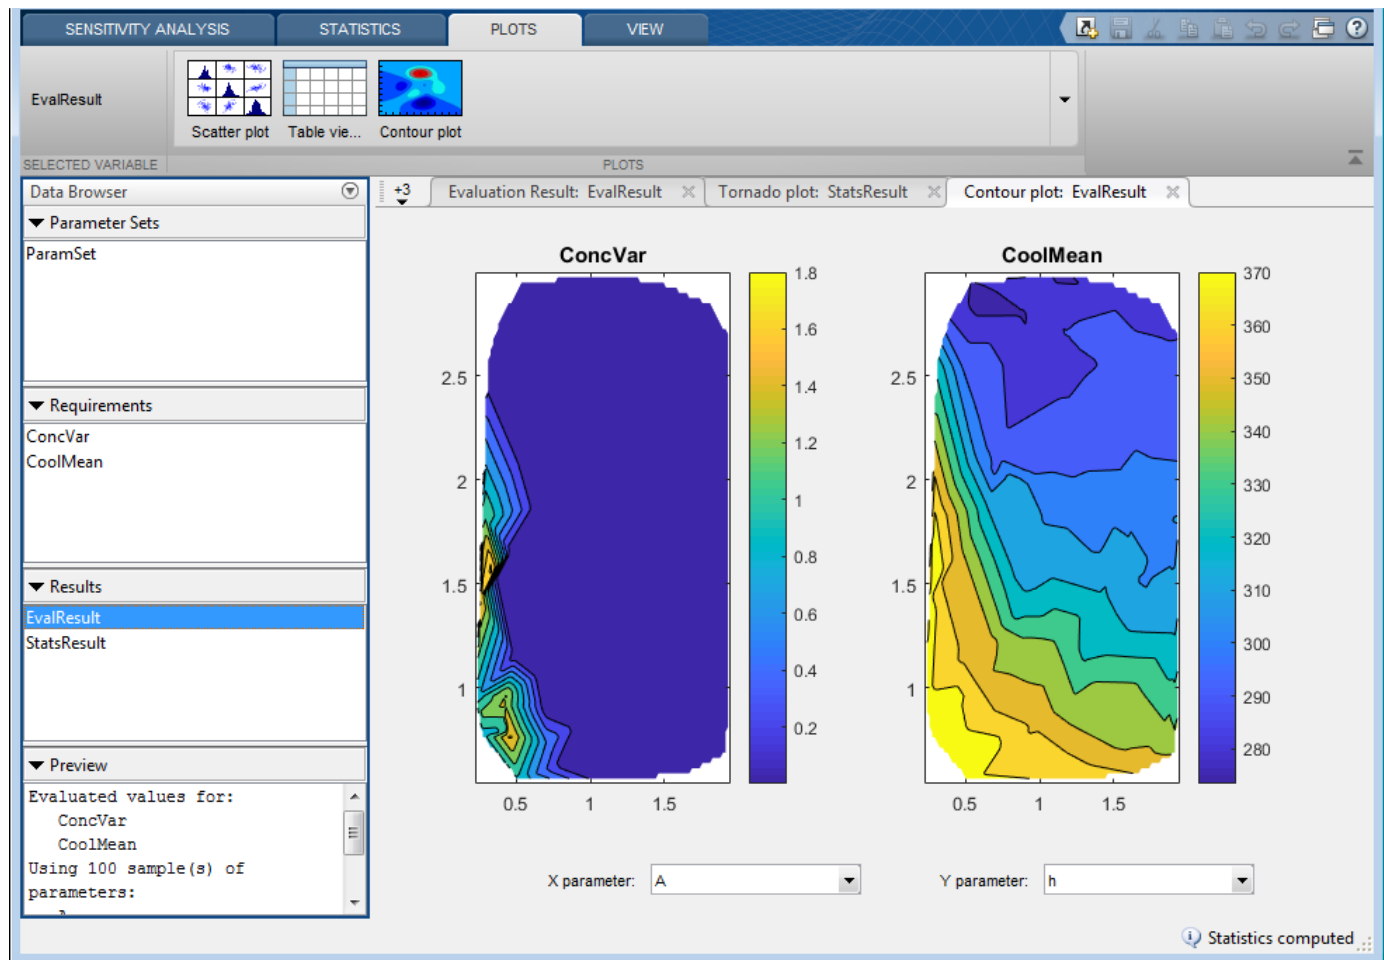 SENSITIVITY ANALYSIS STATISTICS PLOTS VIEW
EvalResult
Scatter plot Table vie... Contour plot
SELECTED VARIABLE PLOTS
Data Browser
Parameter Sets
ParamSet
Requirements
ConcVar
CoolMean
Results
EvalResult
StatsResult
Preview
Evaluated values for:
ConcVar
CoolMean
Using 100 sample(s) of
parameters:
+3 Evaluation Result: EvalResult Tornado plot: StatsResult Contour plot: EvalResult
ConcVar
2.5
2
1.5
1
0.5 1 1.5
1.8
1.6
1.4
1.2
1
0.8
0.6
0.4
0.2
CoolMean
2.5
2
1.5
1
0.5 1 1.5
370
360
350
340
330
320
310
300
290
280
X parameter: A Y parameter: h
Statistics computed